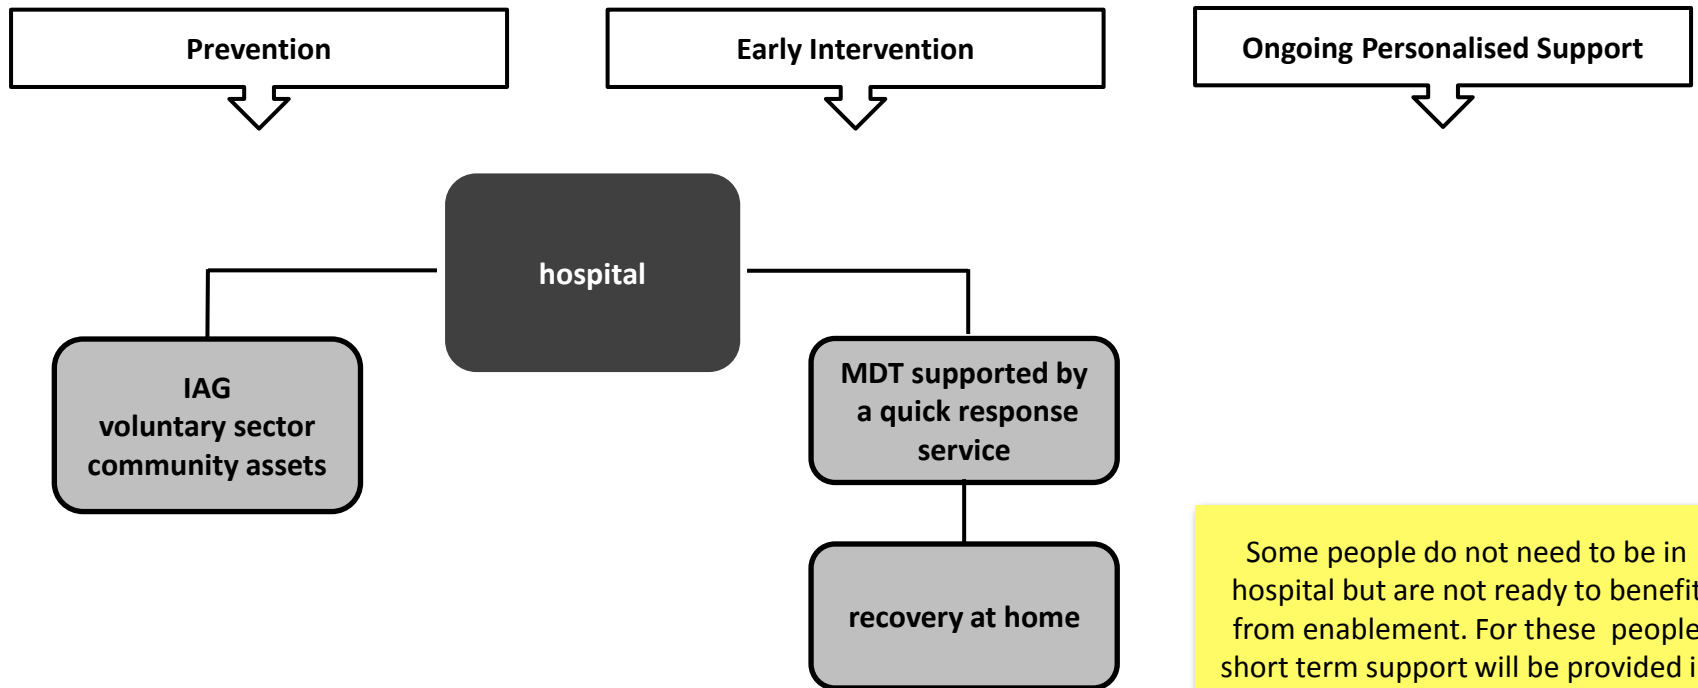 Prevention
Early Intervention
Ongoing Personalised Support
hospital
IAG
voluntary sector
community assets
MDT supported by
a quick response
service
recovery at home
Some people do not need to be in
hospital but are not ready to benefit
from enablement. For these people
short term support will be provided